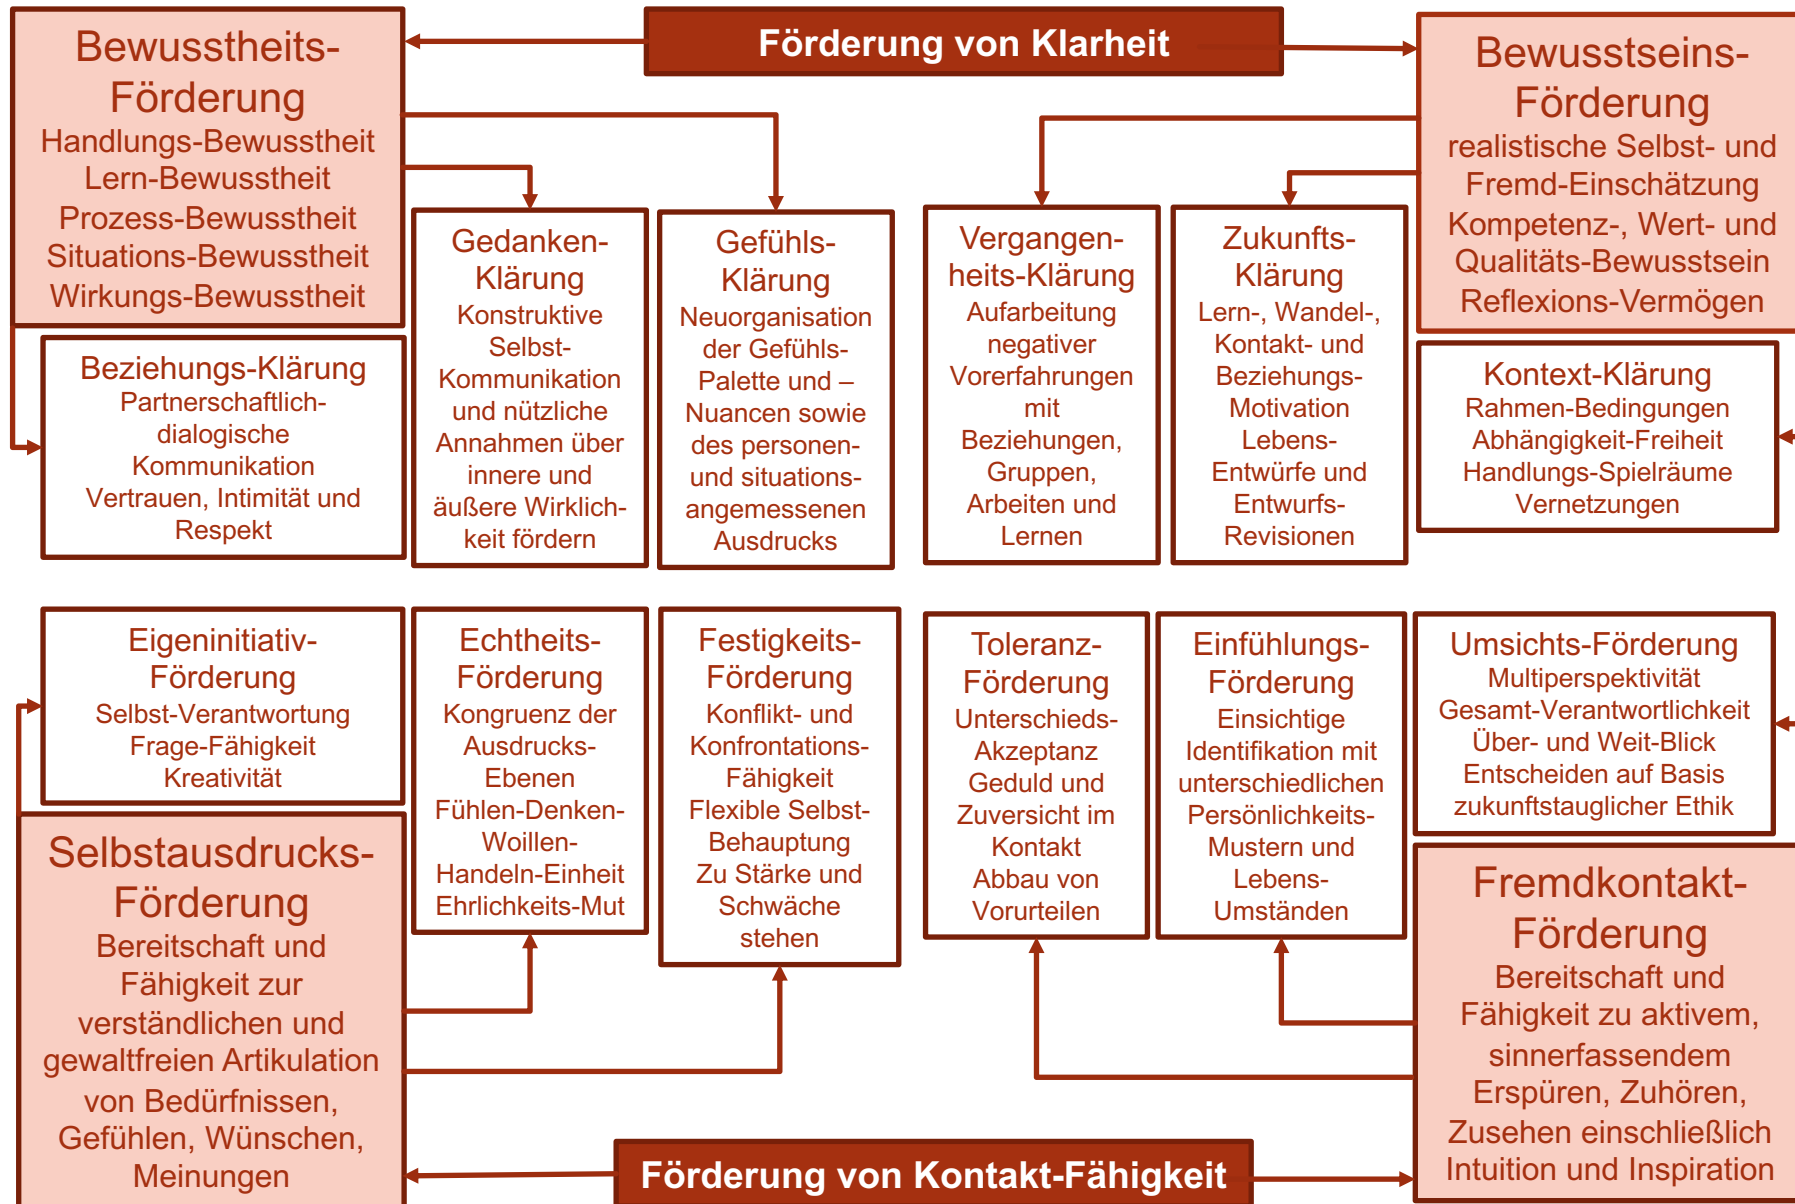 Förderung von Klarheit
Bewusstheits-
Förderung
Handlungs-Bewusstheit
Lern-Bewusstheit
Prozess-Bewusstheit
Situations-Bewusstheit
Wirkungs-Bewusstheit
Bewusstseins-
Förderung
realistische Selbst- und
Fremd-Einschätzung
Kompetenz-, Wert- und
Qualitäts-Bewusstsein
Reflexions-Vermögen
Beziehungs-Klärung
Partnerschaftlich-
dialogische
Kommunikation
Vertrauen, Intimität und
Respekt
Gedanken-
Klärung
Konstruktive
Selbst-
Kommunikation
und nützliche
Annahmen über
innere und
äußere Wirklich-
keit fördern
Gefühls-
Klärung
Neuorganisation
der Gefühls-
Palette und –
Nuancen sowie
des personen-
und situations-
angemessenen
Ausdrucks
Vergangen-
heits-Klärung
Aufarbeitung
negativer
Vorerfahrungen
mit
Beziehungen,
Gruppen,
Arbeiten und
Lernen
Zukunfts-
Klärung
Lern-, Wandel-,
Kontakt- und
Beziehungs-
Motivation
Lebens-
Entwürfe und
Entwurfs-
Revisionen
Kontext-Klärung
Rahmen-Bedingungen
Abhängigkeit-Freiheit
Handlungs-Spielräume
Vernetzungen
Eigeninitiativ-
Förderung
Selbst-Verantwortung
Frage-Fähigkeit
Kreativität
Echtheits-
Förderung
Kongruenz der
Ausdrucks-
Ebenen
Fühlen-Denken-
Woillen-
Handeln-Einheit
Ehrlichkeits-Mut
Festigkeits-
Förderung
Konflikt- und
Konfrontations-
Fähigkeit
Flexible Selbst-
Behauptung
Zu Stärke und
Schwäche
stehen
Toleranz-
Förderung
Unterschieds-
Akzeptanz
Geduld und
Zuversicht im
Kontakt
Abbau von
Vorurteilen
Einfühlungs-
Förderung
Einsichtige
Identifikation mit
unterschiedlichen
Persönlichkeits-
Mustern und
Lebens-
Umständen
Umsichts-Förderung
Multiperspektivität
Gesamt-Verantwortlichkeit
Über- und Weit-Blick
Entscheiden auf Basis
zukunftstauglicher Ethik
Selbstausdrucks-
Förderung
Bereitschaft und
Fähigkeit zur
verständlichen und
gewaltfreien Artikulation
von Bedürfnissen,
Gefühlen, Wünschen,
Meinungen
Fremdkontakt-
Förderung
Bereitschaft und
Fähigkeit zu aktivem,
sinnerfassendem
Erspüren, Zuhören,
Zusehen einschließlich
Intuition und Inspiration
Förderung von Kontakt-Fähigkeit